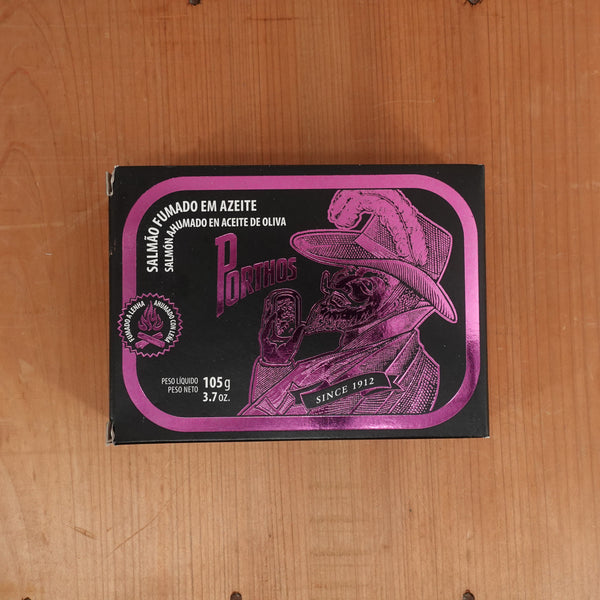 SALMÃO FUMADO EM AZEITE
SALMÓN AHUMADO EN ACEITE DE OLIVA
PORTHOS
FUMADO A LENHA
AHUMADO CON LEÑA
PESO LÍQUIDO
PESO NETO
105 g
3.7 oz.
SINCE 1912